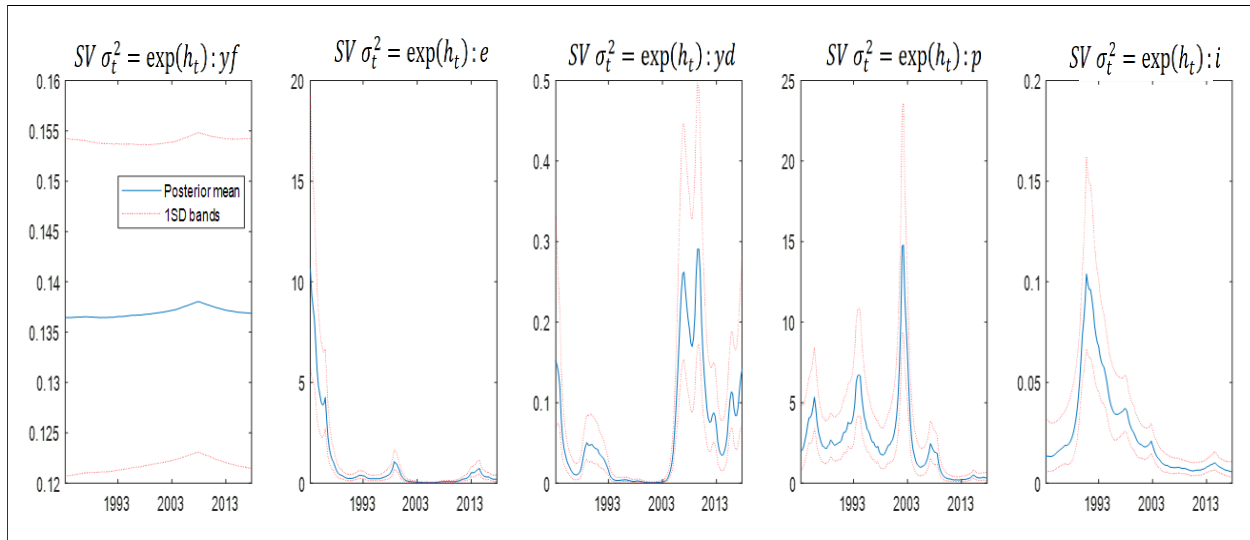 SV σ_t^2 = exp(h_t): yf
0.16
0.155
0.15
0.145
0.14
0.135
0.13
0.125
0.12
1993 2003 2013
Posterior mean
1SD bands
SV σ_t^2 = exp(h_t): e
20
15
10
5
0
1993 2003 2013
SV σ_t^2 = exp(h_t): yd
0.5
0.4
0.3
0.2
0.1
0
1993 2003 2013
SV σ_t^2 = exp(h_t): p
25
20
15
10
5
0
1993 2003 2013
SV σ_t^2 = exp(h_t): i
0.2
0.15
0.1
0.05
0
1993 2003 2013